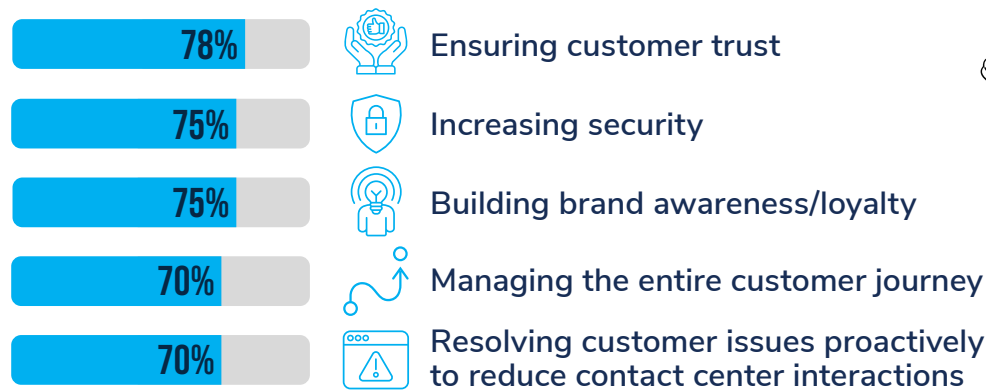 78% Ensuring customer trust
75% Increasing security
75% Building brand awareness/loyalty
70% Managing the entire customer journey
70% Resolving customer issues proactively
to reduce contact center interactions